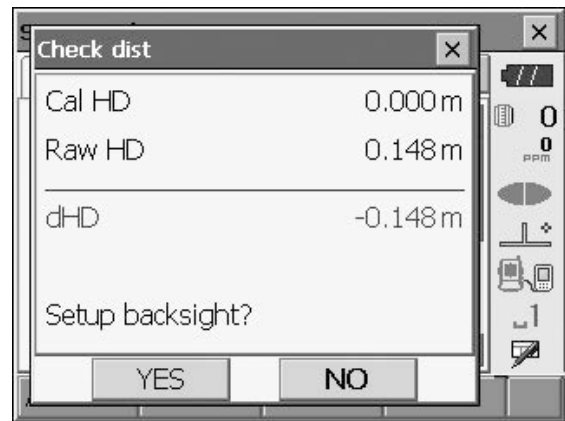 Check dist
Cal HD 0.000 m
Raw HD 0.148 m
dHD -0.148 m
Setup backsight?
YES NO
0
0
PPM
1